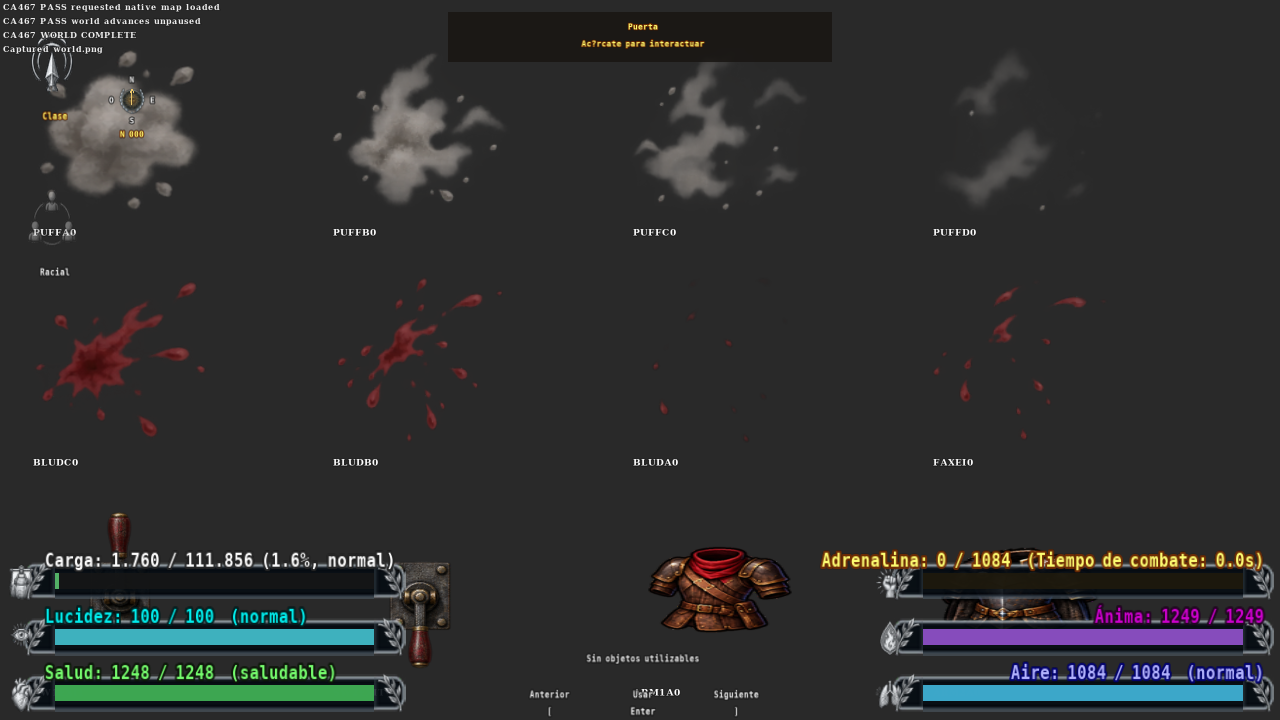 CA467 PASS requested native map loaded
CA467 PASS world advances unpaused
CA467 WORLD COMPLETE
Captured world.png
Puerta
Ac?rcate para interactuar
N
O
E
S
N 000
Clase
PUFFA0
PUFFB0
PUFFC0
PUFFD0
Racial
BLUDC0
BLUDB0
BLUDA0
FAXEI0
Carga: 1.760 / 111.856 (1.6%, normal)
Adrenalina: 0 / 1084 (Tiempo de combate: 0.0s)
Lucidez: 100 / 100 (normal)
Ánima: 1249 / 1249
Sin objetos utilizables
Salud: 1248 / 1248 (saludable)
Aire: 1084 / 1084 (normal)
Anterior
Usar
Siguiente
[
Enter
]